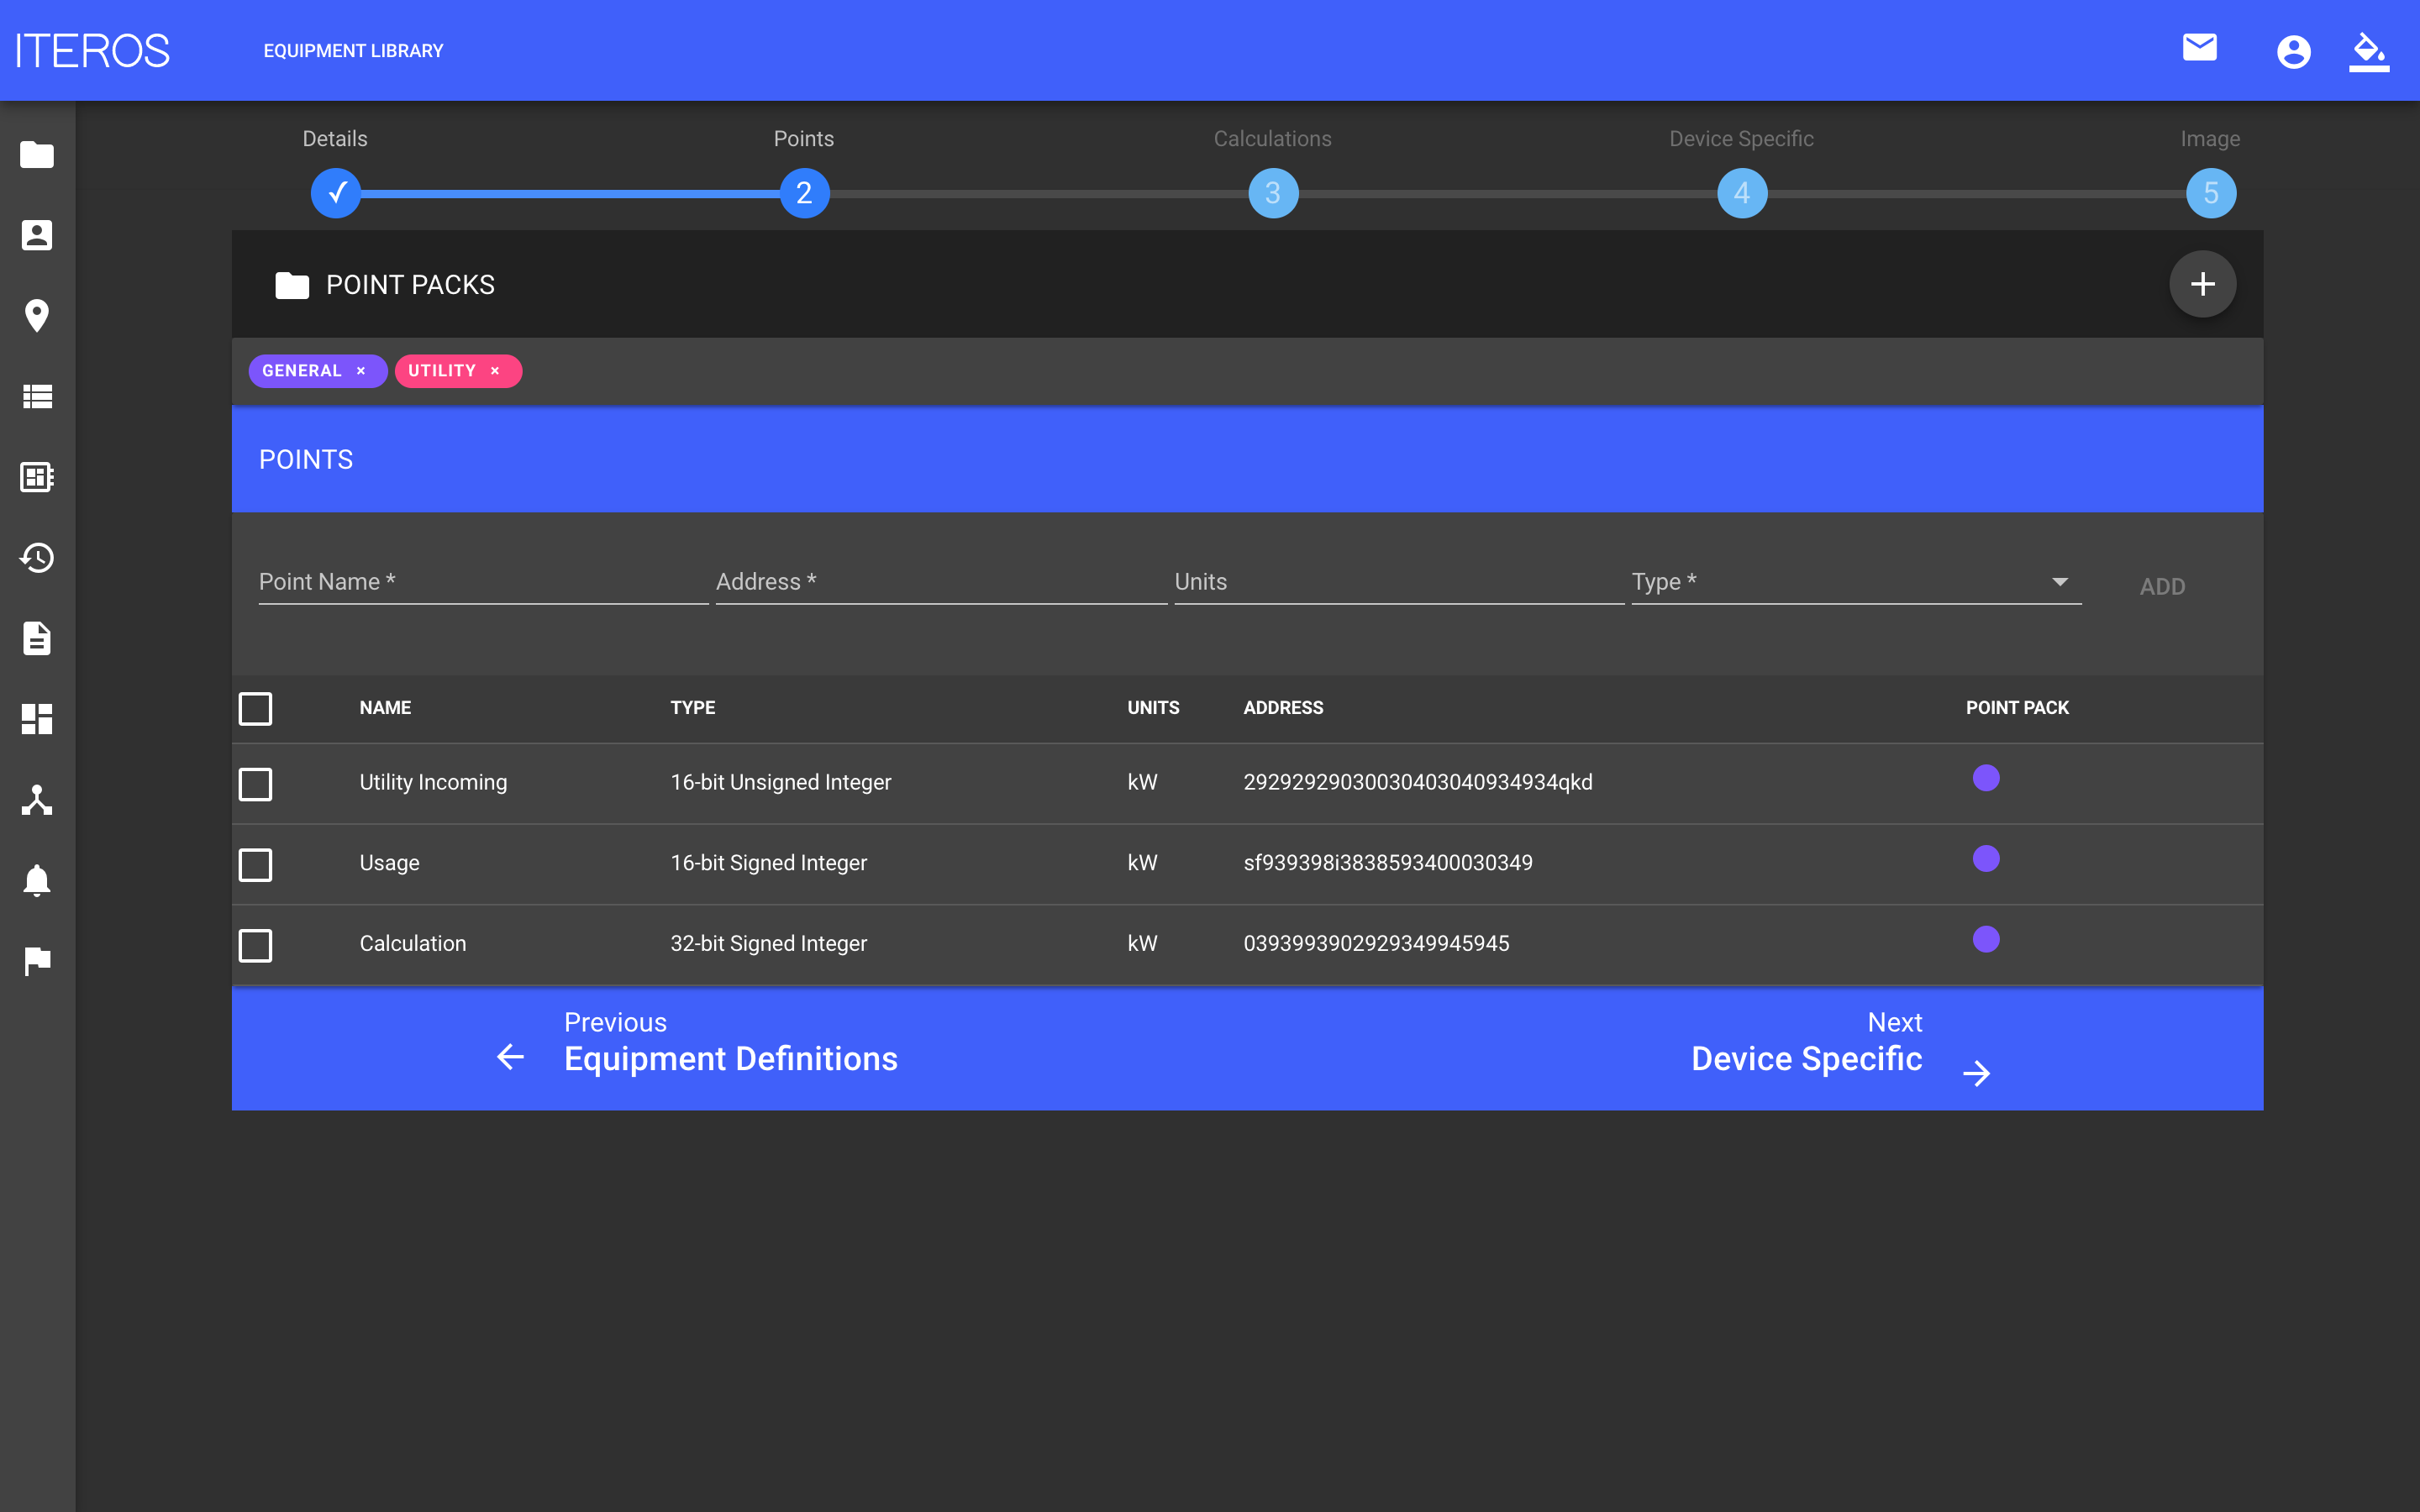 ITEROS
EQUIPMENT LIBRARY
Details
Points
Calculations
Device Specific
Image
✓
2
3
4
5
POINT PACKS
+
GENERAL ×
UTILITY ×
POINTS
Point Name *
Address *
Units
Type *
ADD
NAME TYPE UNITS ADDRESS POINT PACK
Utility Incoming 16-bit Unsigned Integer kW 29292929030030403040934934qkd
Usage 16-bit Signed Integer kW sf939398i3838593400030349
Calculation 32-bit Signed Integer kW 0393993902929349945945
Previous
Equipment Definitions
Next
Device Specific